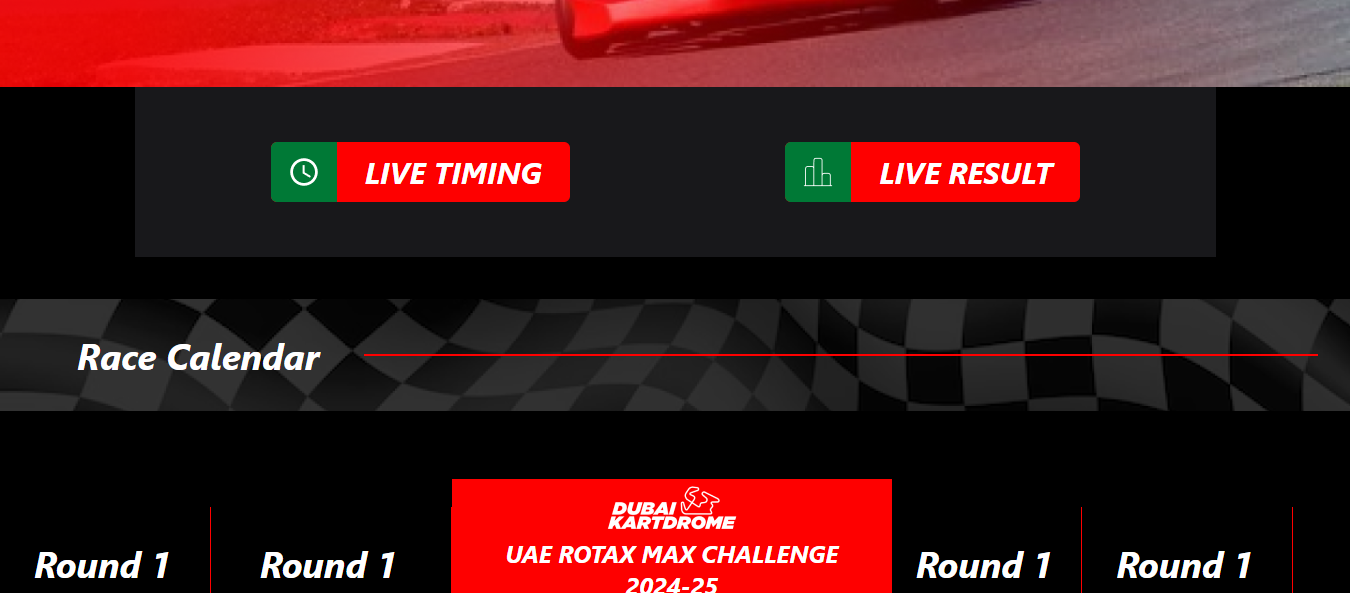 LIVE TIMING
LIVE RESULT
Race Calendar
DUBAI
KARTDROME
UAE ROTAX MAX CHALLENGE
2024-25
Round 1
Round 1
Round 1
Round 1